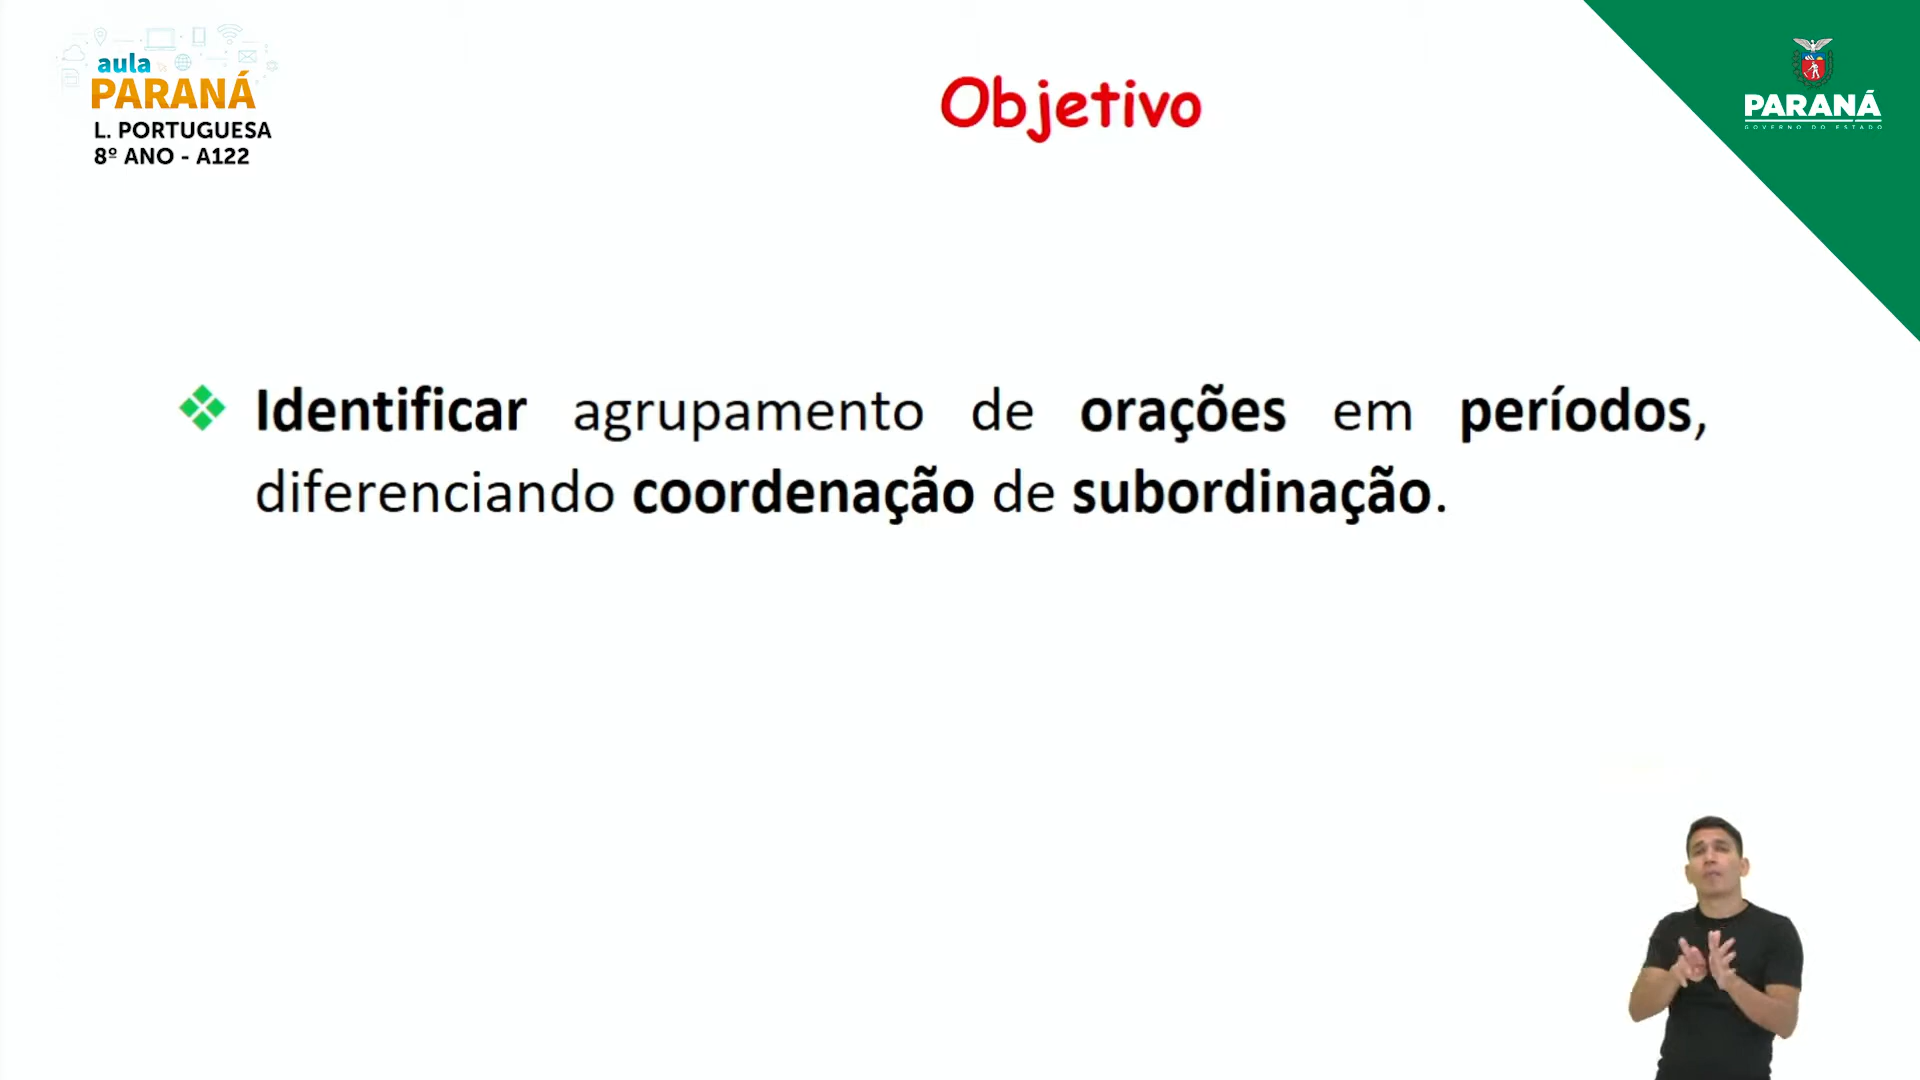 aula
PARANÁ
L. PORTUGUESA
8º ANO - A122
Objetivo
PARANÁ
GOVERNO DO ESTADO
Identificar agrupamento de orações em períodos,
diferenciando coordenação de subordinação.